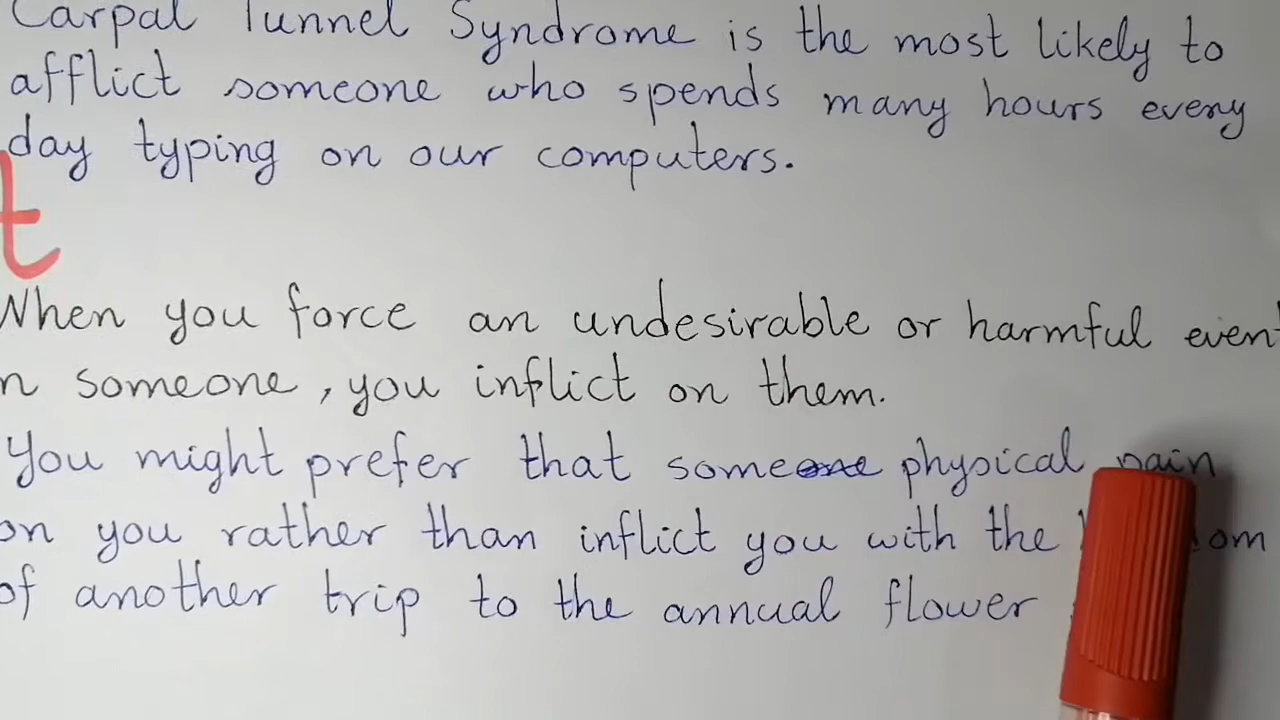 Carpal Tunnel Syndrome is the most likely to
afflict someone who spends many hours every
day typing on our computers.
t
When you force an undesirable or harmful event
n someone, you inflict on them.
You might prefer that someone physical pain
on you rather than inflict you with the
of another trip to the annual flower